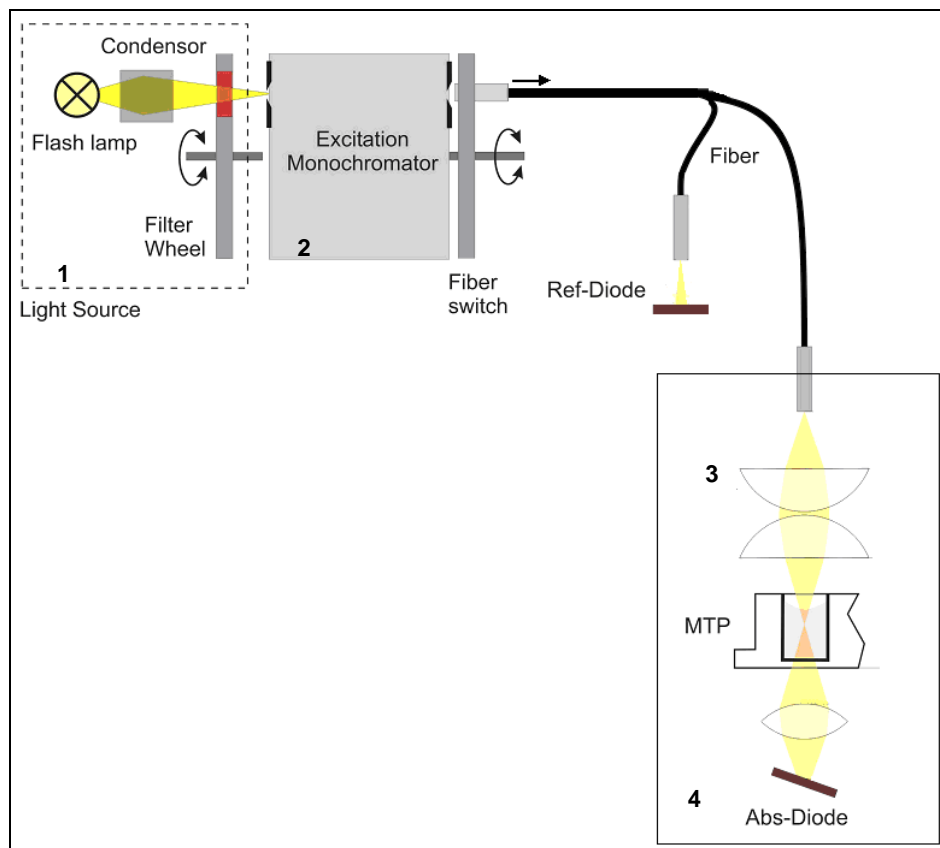 Condensor
Flash lamp
Filter
Wheel
1
Light Source
Excitation
Monochromator
2
Fiber
switch
Fiber
Ref-Diode
3
MTP
4
Abs-Diode